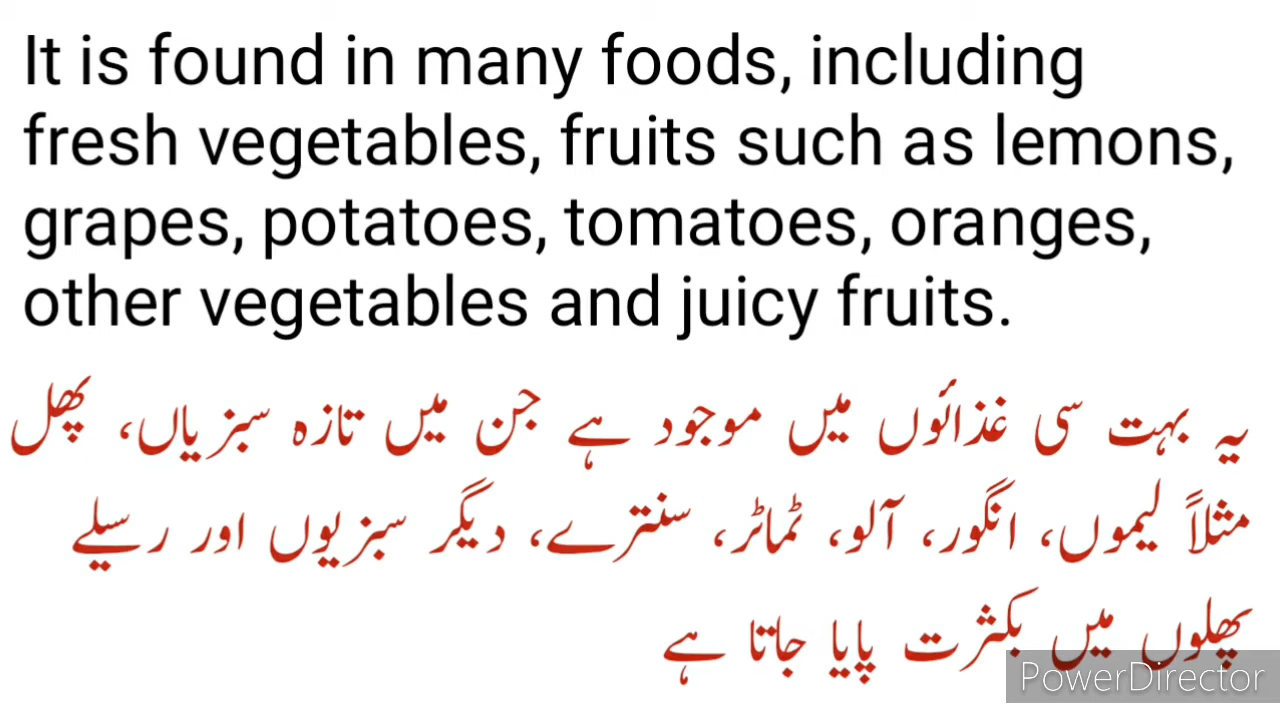 It is found in many foods, including
fresh vegetables, fruits such as lemons,
grapes, potatoes, tomatoes, oranges,
other vegetables and juicy fruits.
یہ بہت سی غذائوں میں موجود ہے جن میں تازہ سبزیاں، پھل
مثلاً لیموں، انگور، آلو، ٹماٹر، سنترے، دیگر سبزیوں اور رسیلے
پھلوں میں بکثرت پایا جاتا ہے
PowerDirector